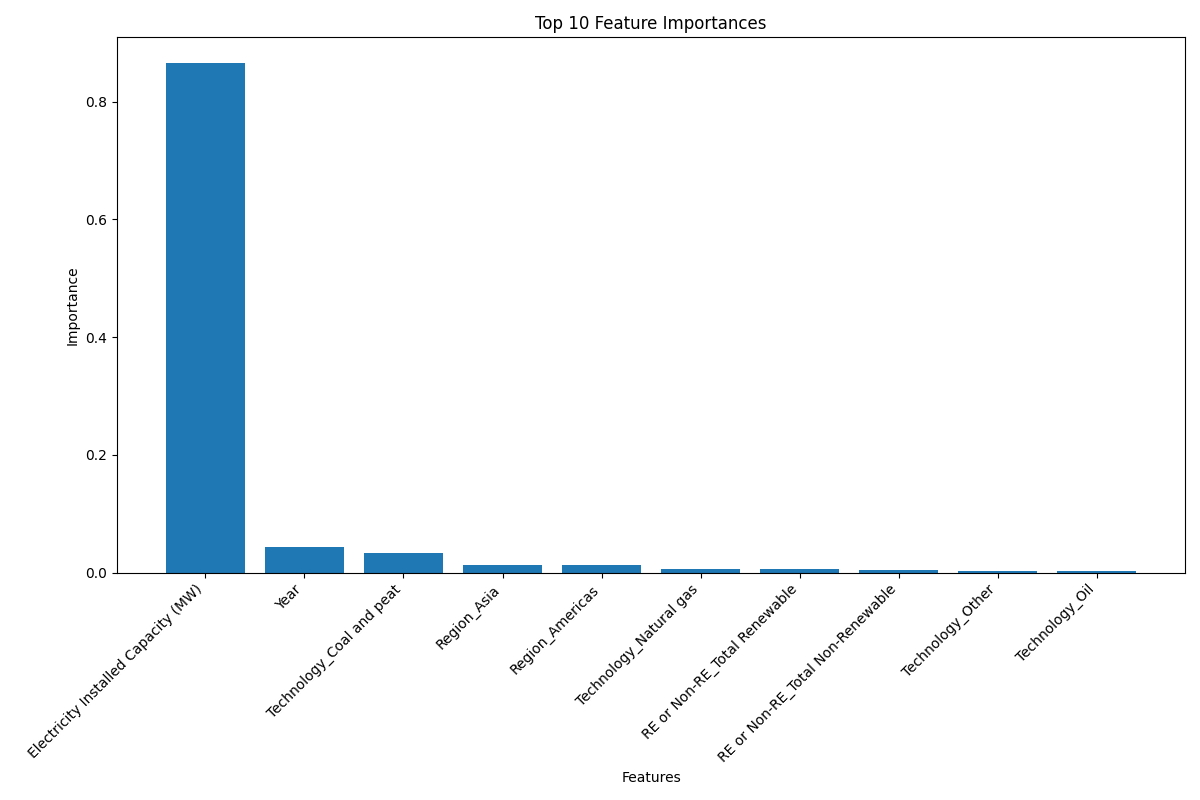 Top 10 Feature Importances
Importance
0.8
0.6
0.4
0.2
0.0
Electricity Installed Capacity (MW)
Year
Technology_Coal and peat
Region_Asia
Region_Americas
Technology_Natural gas
RE or Non-RE_Total Renewable
RE or Non-RE_Total Non-Renewable
Technology_Other
Technology_Oil
Features